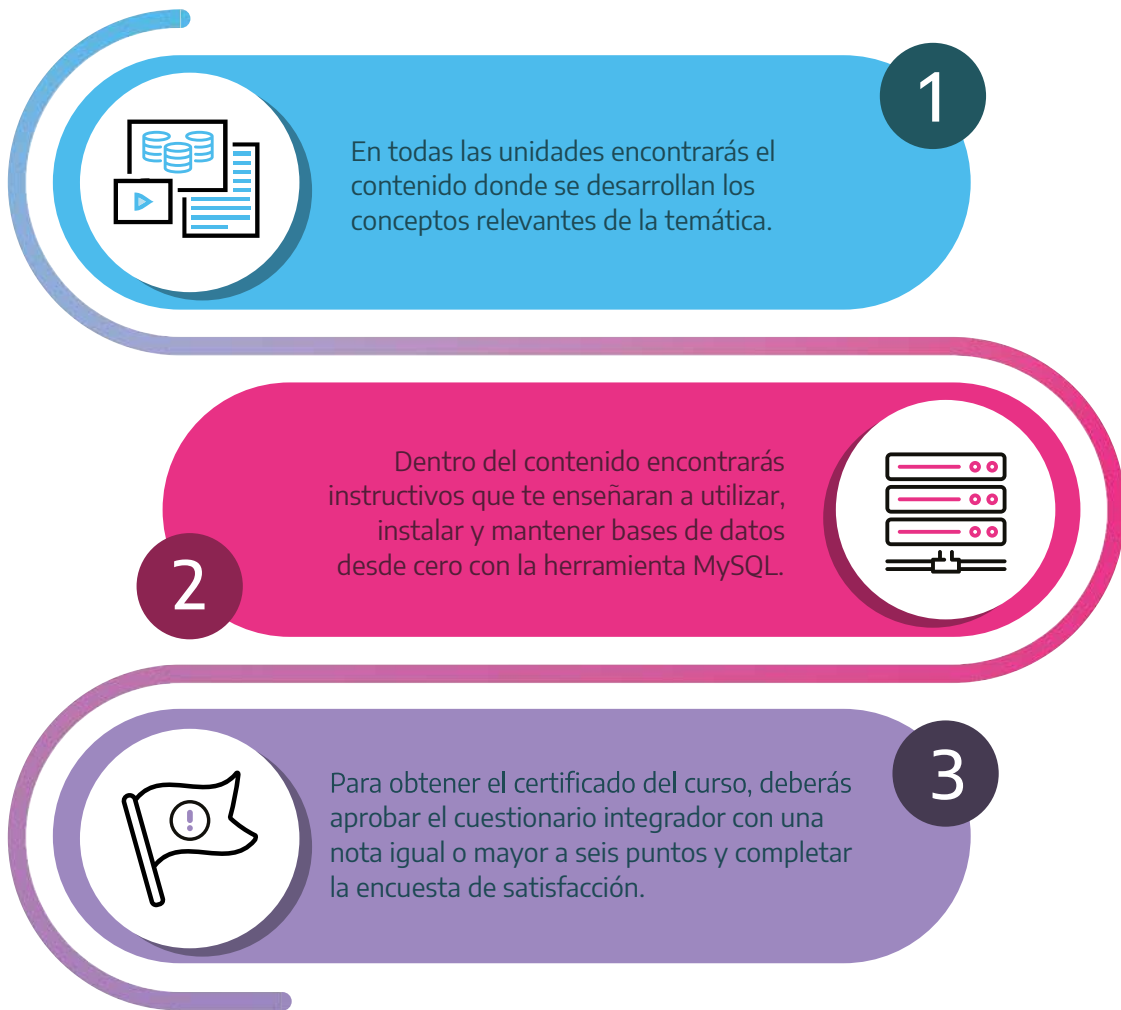 1
En todas las unidades encontrarás el
contenido donde se desarrollan los
conceptos relevantes de la temática.
Dentro del contenido encontrarás
instructivos que te enseñaran a utilizar,
instalar y mantener bases de datos
desde cero con la herramienta MySQL.
2
3
Para obtener el certificado del curso, deberás
aprobar el cuestionario integrador con una
nota igual o mayor a seis puntos y completar
la encuesta de satisfacción.